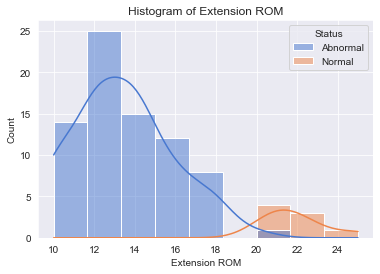 Histogram of Extension ROM
Status
Abnormal
Normal
25
20
15
10
5
0
Count
10 12 14 16 18 20 22 24
Extension ROM